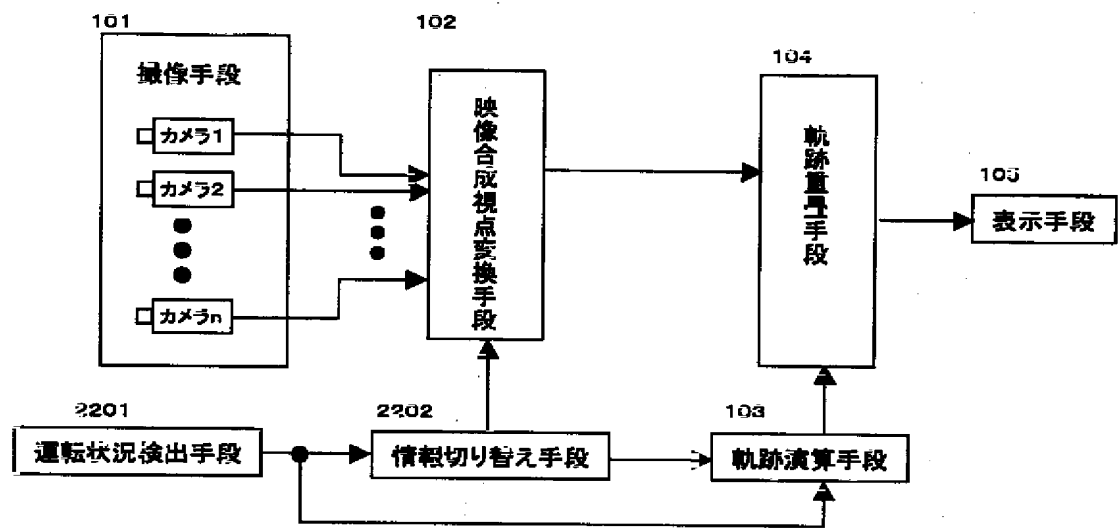 101
撮像手段
カメラ1
カメラ2
カメラn
102
映像合成視点変換手段
104
軌跡重畳手段
105
表示手段
2201
運転状況検出手段
2202
情報切り替え手段
103
軌跡演算手段